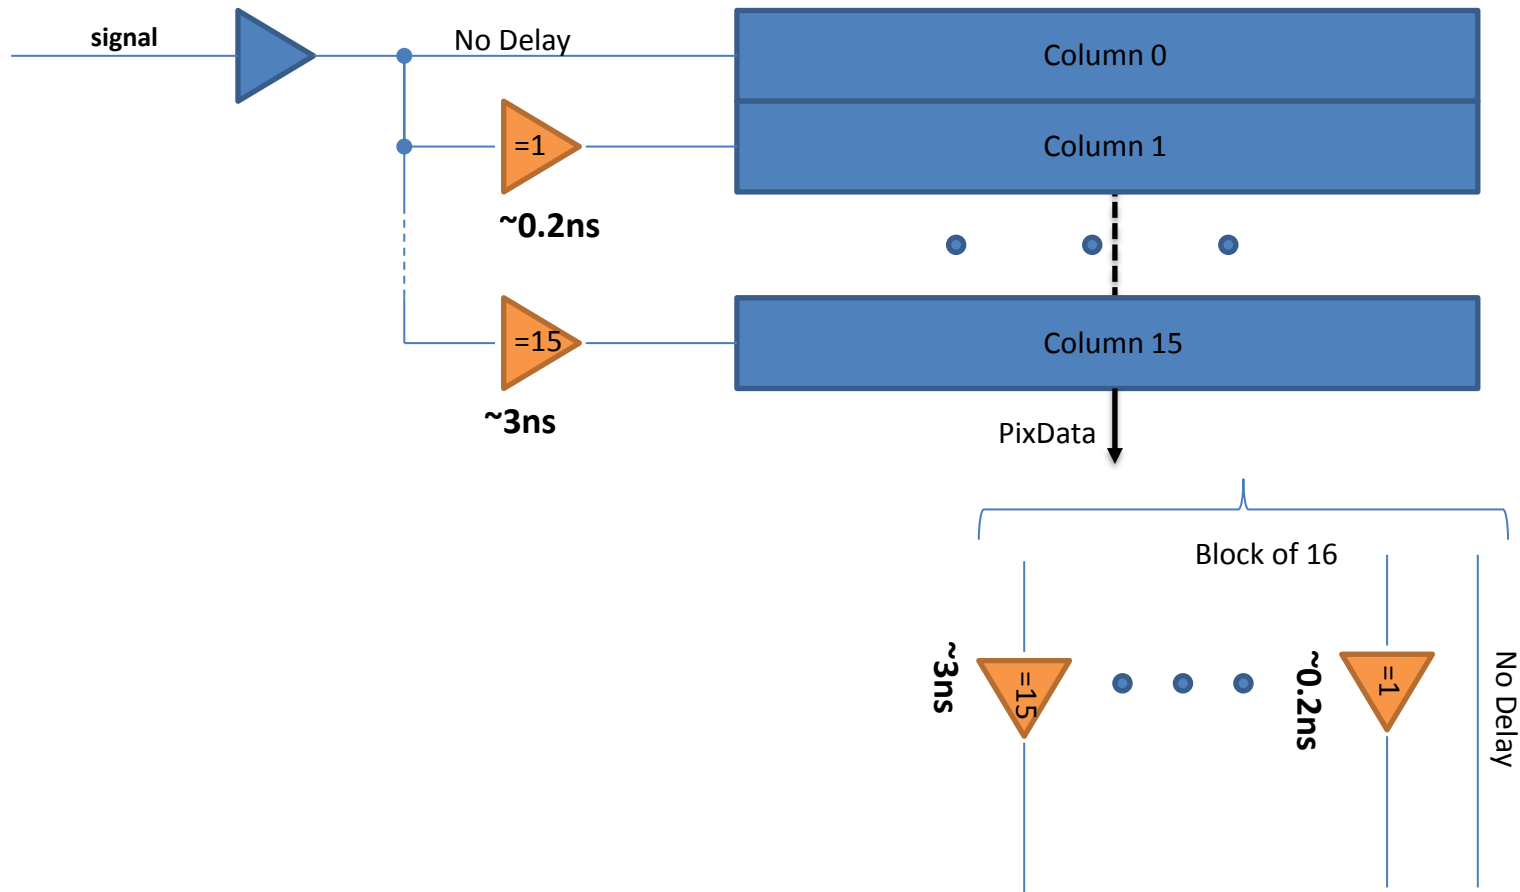 signal
No Delay
Column 0
=1
Column 1
~0.2ns
=15
Column 15
~3ns
PixData
Block of 16
~3ns
=15
~0.2ns
=1
No Delay